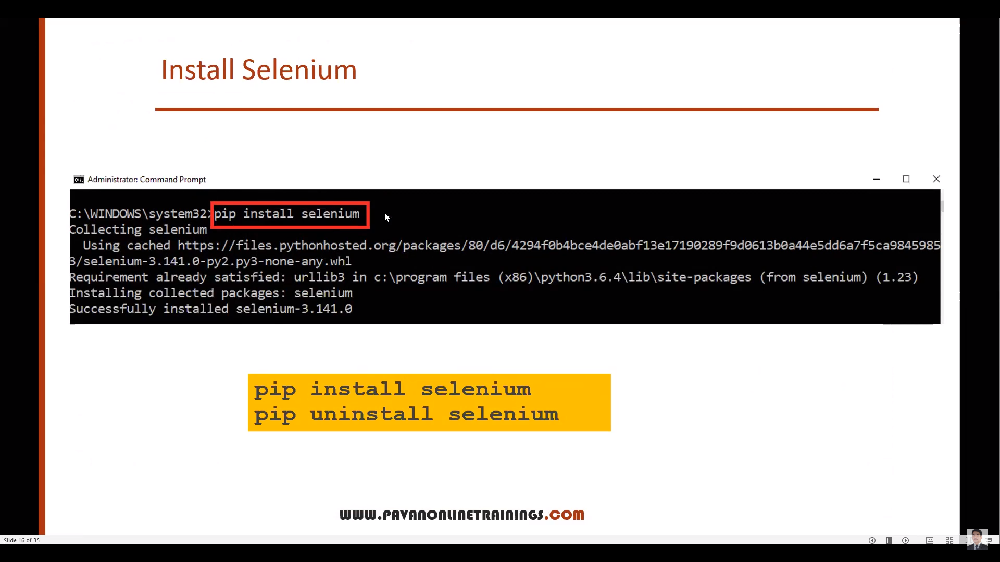 Install Selenium
Administrator: Command Prompt
C:\WINDOWS\system32>pip install selenium
Collecting selenium
  Using cached https://files.pythonhosted.org/packages/80/d6/4294f0b4bce4de0abf13e17190289f9d0613b0a44e5dd6a7f5ca9845985
3/selenium-3.141.0-py2.py3-none-any.whl
Requirement already satisfied: urllib3 in c:\program files (x86)\python3.6.4\lib\site-packages (from selenium) (1.23)
Installing collected packages: selenium
Successfully installed selenium-3.141.0
pip install selenium
pip uninstall selenium
WWW.PAVANONLINETRAININGS.COM
Slide 16 of 35